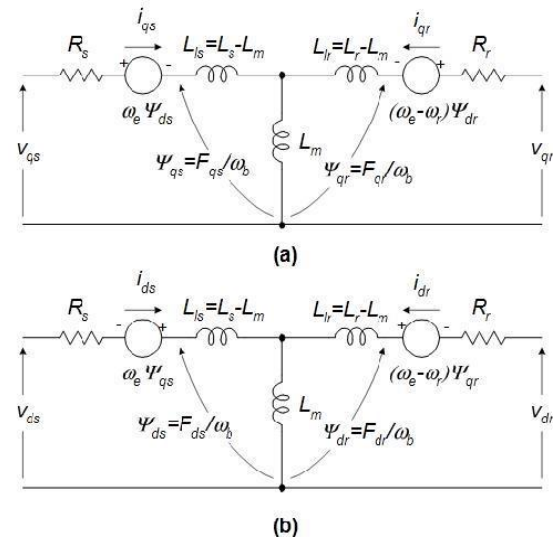 i_qs
i_qr
R_s
L_ls=L_s-L_m
L_lr=L_r-L_m
R_r
+
-
-
+
ω_e Ψ_ds
(ω_e-ω_r)Ψ_dr
v_qs
Ψ_qs=F_qs/ω_b
L_m
Ψ_qr=F_qr/ω_b
v_qr
(a)
i_ds
i_dr
R_s
L_ls=L_s-L_m
L_lr=L_r-L_m
R_r
-
+
+
-
ω_e Ψ_qs
(ω_e-ω_r)Ψ_qr
v_ds
Ψ_ds=F_ds/ω_b
L_m
Ψ_dr=F_dr/ω_b
v_dr
(b)